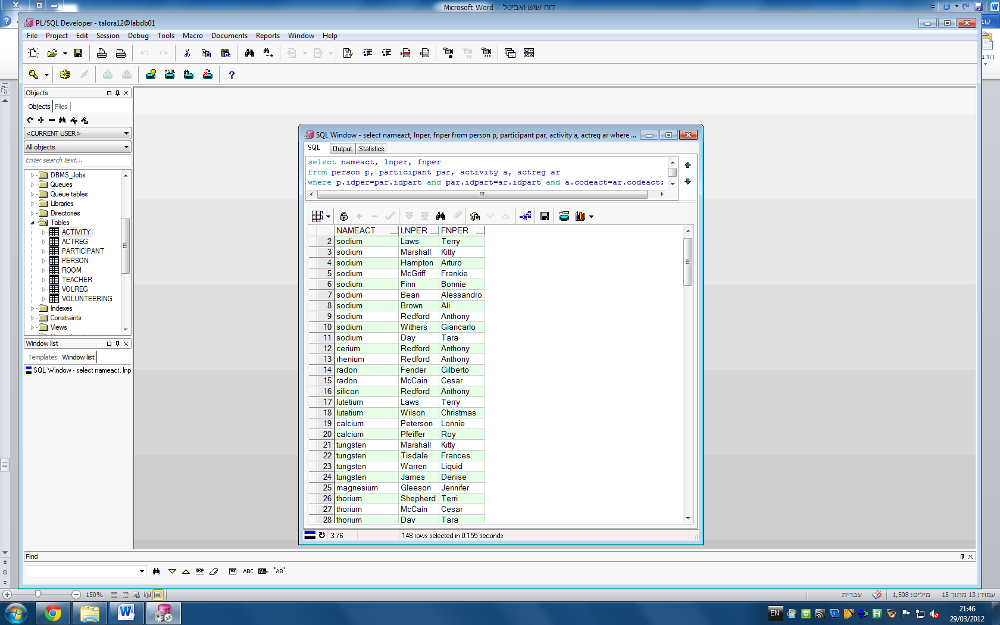 דוח שוש ואביטל - Microsoft Word
PL/SQL Developer - talora12@labdb01
File Project Edit Session Debug Tools Macro Documents Reports Window Help
Objects
Objects Files
<CURRENT USER>
All objects
Enter search text...
DBMS_Jobs
Queues
Queue tables
Libraries
Directories
Tables
ACTIVITY
ACTREG
PARTICIPANT
PERSON
ROOM
TEACHER
VOLREG
VOLUNTEERING
Indexes
Constraints
Views
Window list
Templates Window list
SQL Window - select nameact, lnp
SQL Window - select nameact, lnper, fnper from person p, participant par, activity a, actreg ar where ...
SQL Output Statistics
select nameact, lnper, fnper
from person p, participant par, activity a, actreg ar
where p.idper=par.idpart and par.idpart=ar.idpart and a.codeact=ar.codeact;
NAMEACT LNPER FNPER
2 sodium Laws Terry
3 sodium Marshall Kitty
4 sodium Hampton Arturo
5 sodium McGriff Frankie
6 sodium Finn Bonnie
7 sodium Bean Alessandro
8 sodium Brown Ali
9 sodium Redford Anthony
10 sodium Withers Giancarlo
11 sodium Day Tara
12 cerium Redford Anthony
13 rhenium Redford Anthony
14 radon Fender Gilberto
15 radon McCain Cesar
16 silicon Redford Anthony
17 lutetium Laws Terry
18 lutetium Wilson Christmas
19 calcium Peterson Lonnie
20 calcium Pfeiffer Roy
21 tungsten Marshall Kitty
22 tungsten Tisdale Frances
23 tungsten Warren Liquid
24 tungsten James Denise
25 magnesium Gleeson Jennifer
26 thorium Shepherd Terri
27 thorium McCain Cesar
28 thorium Day Tara
3:76 148 rows selected in 0.155 seconds
Find
ABC "AB"
150%
עמוד: 13 מתוך 15 מילים: 1,508 עברית
EN
21:46
29/03/2012